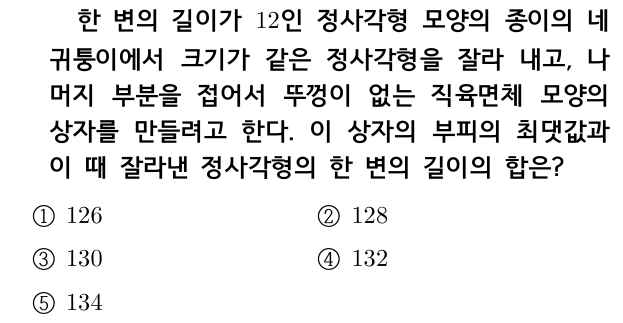 한 변의 길이가 12인 정사각형 모양의 종이의 네
귀퉁이에서 크기가 같은 정사각형을 잘라 내고, 나
머지 부분을 접어서 뚜껑이 없는 직육면체 모양의
상자를 만들려고 한다. 이 상자의 부피의 최댓값과
이 때 잘라낸 정사각형의 한 변의 길이의 합은?
① 126 ② 128
③ 130 ④ 132
⑤ 134